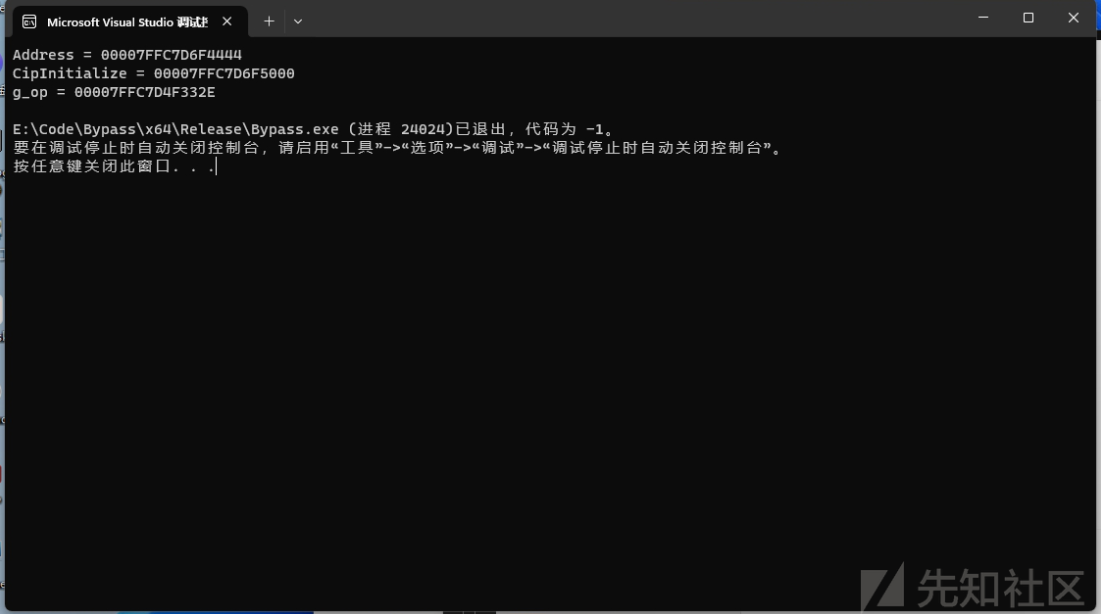 Microsoft Visual Studio 调试
Address = 00007FFC7D6F4444
CipInitialize = 00007FFC7D6F5000
g_op = 00007FFC7D4F332E
E:\Code\Bypass\x64\Release\Bypass.exe (进程 24024)已退出，代码为 -1。
要在调试停止时自动关闭控制台，请启用“工具”->“选项”->“调试”->“调试停止时自动关闭控制台”。
按任意键关闭此窗口. . .
先知社区